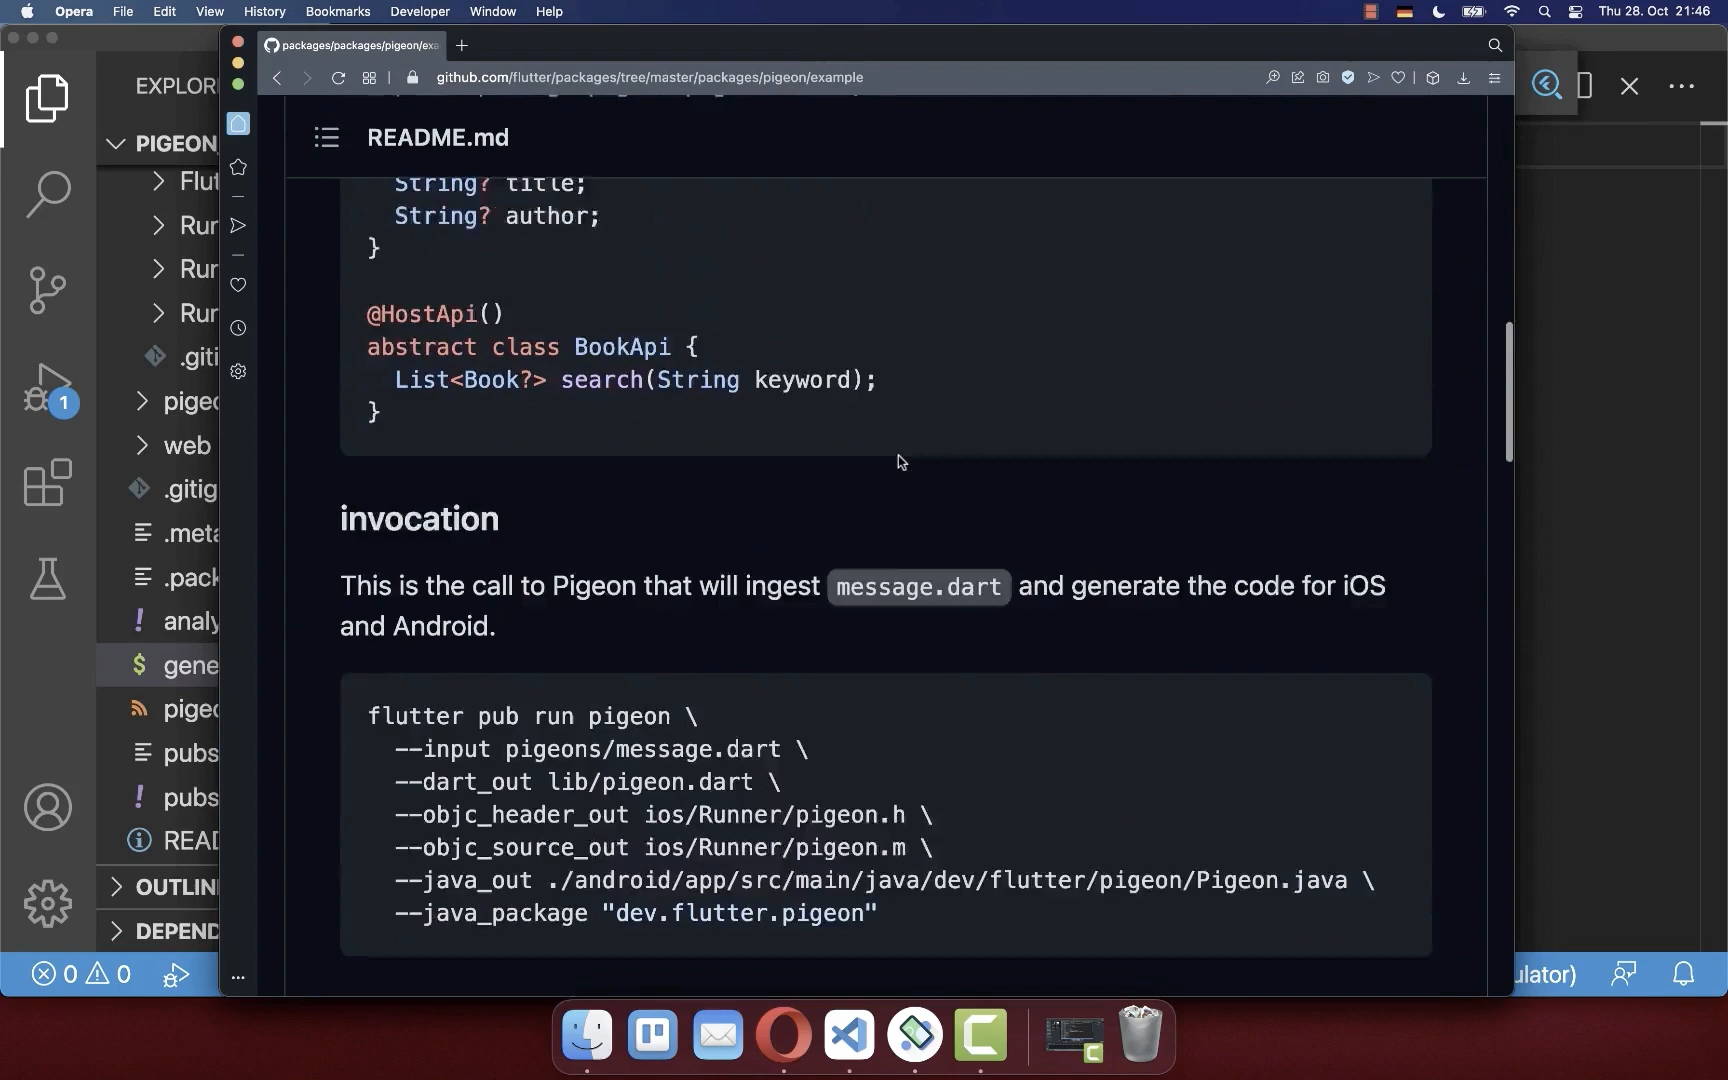 Opera File Edit View History Bookmarks Developer Window Help Thu 28. Oct 21:46
packages/packages/pigeon/exa
github.com/flutter/packages/tree/master/packages/pigeon/example
EXPLOR
PIGEON
Flut
Run
Run
Run
.giti
pigeo
web
.gitig
.meta
.pack
analy
$ gene
pigeo
pubs
pubs
READ
OUTLIN
DEPEND
1
0 0
README.md
String? title;
String? author;
}
@HostApi()
abstract class BookApi {
List<Book?> search(String keyword);
}
invocation
This is the call to Pigeon that will ingest message.dart and generate the code for iOS
and Android.
flutter pub run pigeon \
--input pigeons/message.dart \
--dart_out lib/pigeon.dart \
--objc_header_out ios/Runner/pigeon.h \
--objc_source_out ios/Runner/pigeon.m \
--java_out ./android/app/src/main/java/dev/flutter/pigeon/Pigeon.java \
--java_package "dev.flutter.pigeon"
ulator)